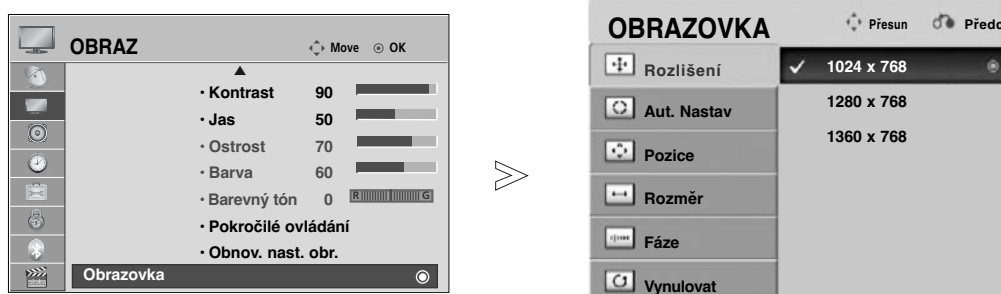 OBRAZ
Move OK
• Kontrast 90
• Jas 50
• Ostrost 70
• Barva 60
• Barevný tón 0 R G
• Pokročilé ovládání
• Obnov. nast. obr.
Obrazovka
OBRAZOVKA
Přesun Předc
Rozlišení
1024 x 768
Aut. Nastav
1280 x 768
Pozice
1360 x 768
Rozměr
Fáze
Vynulovat